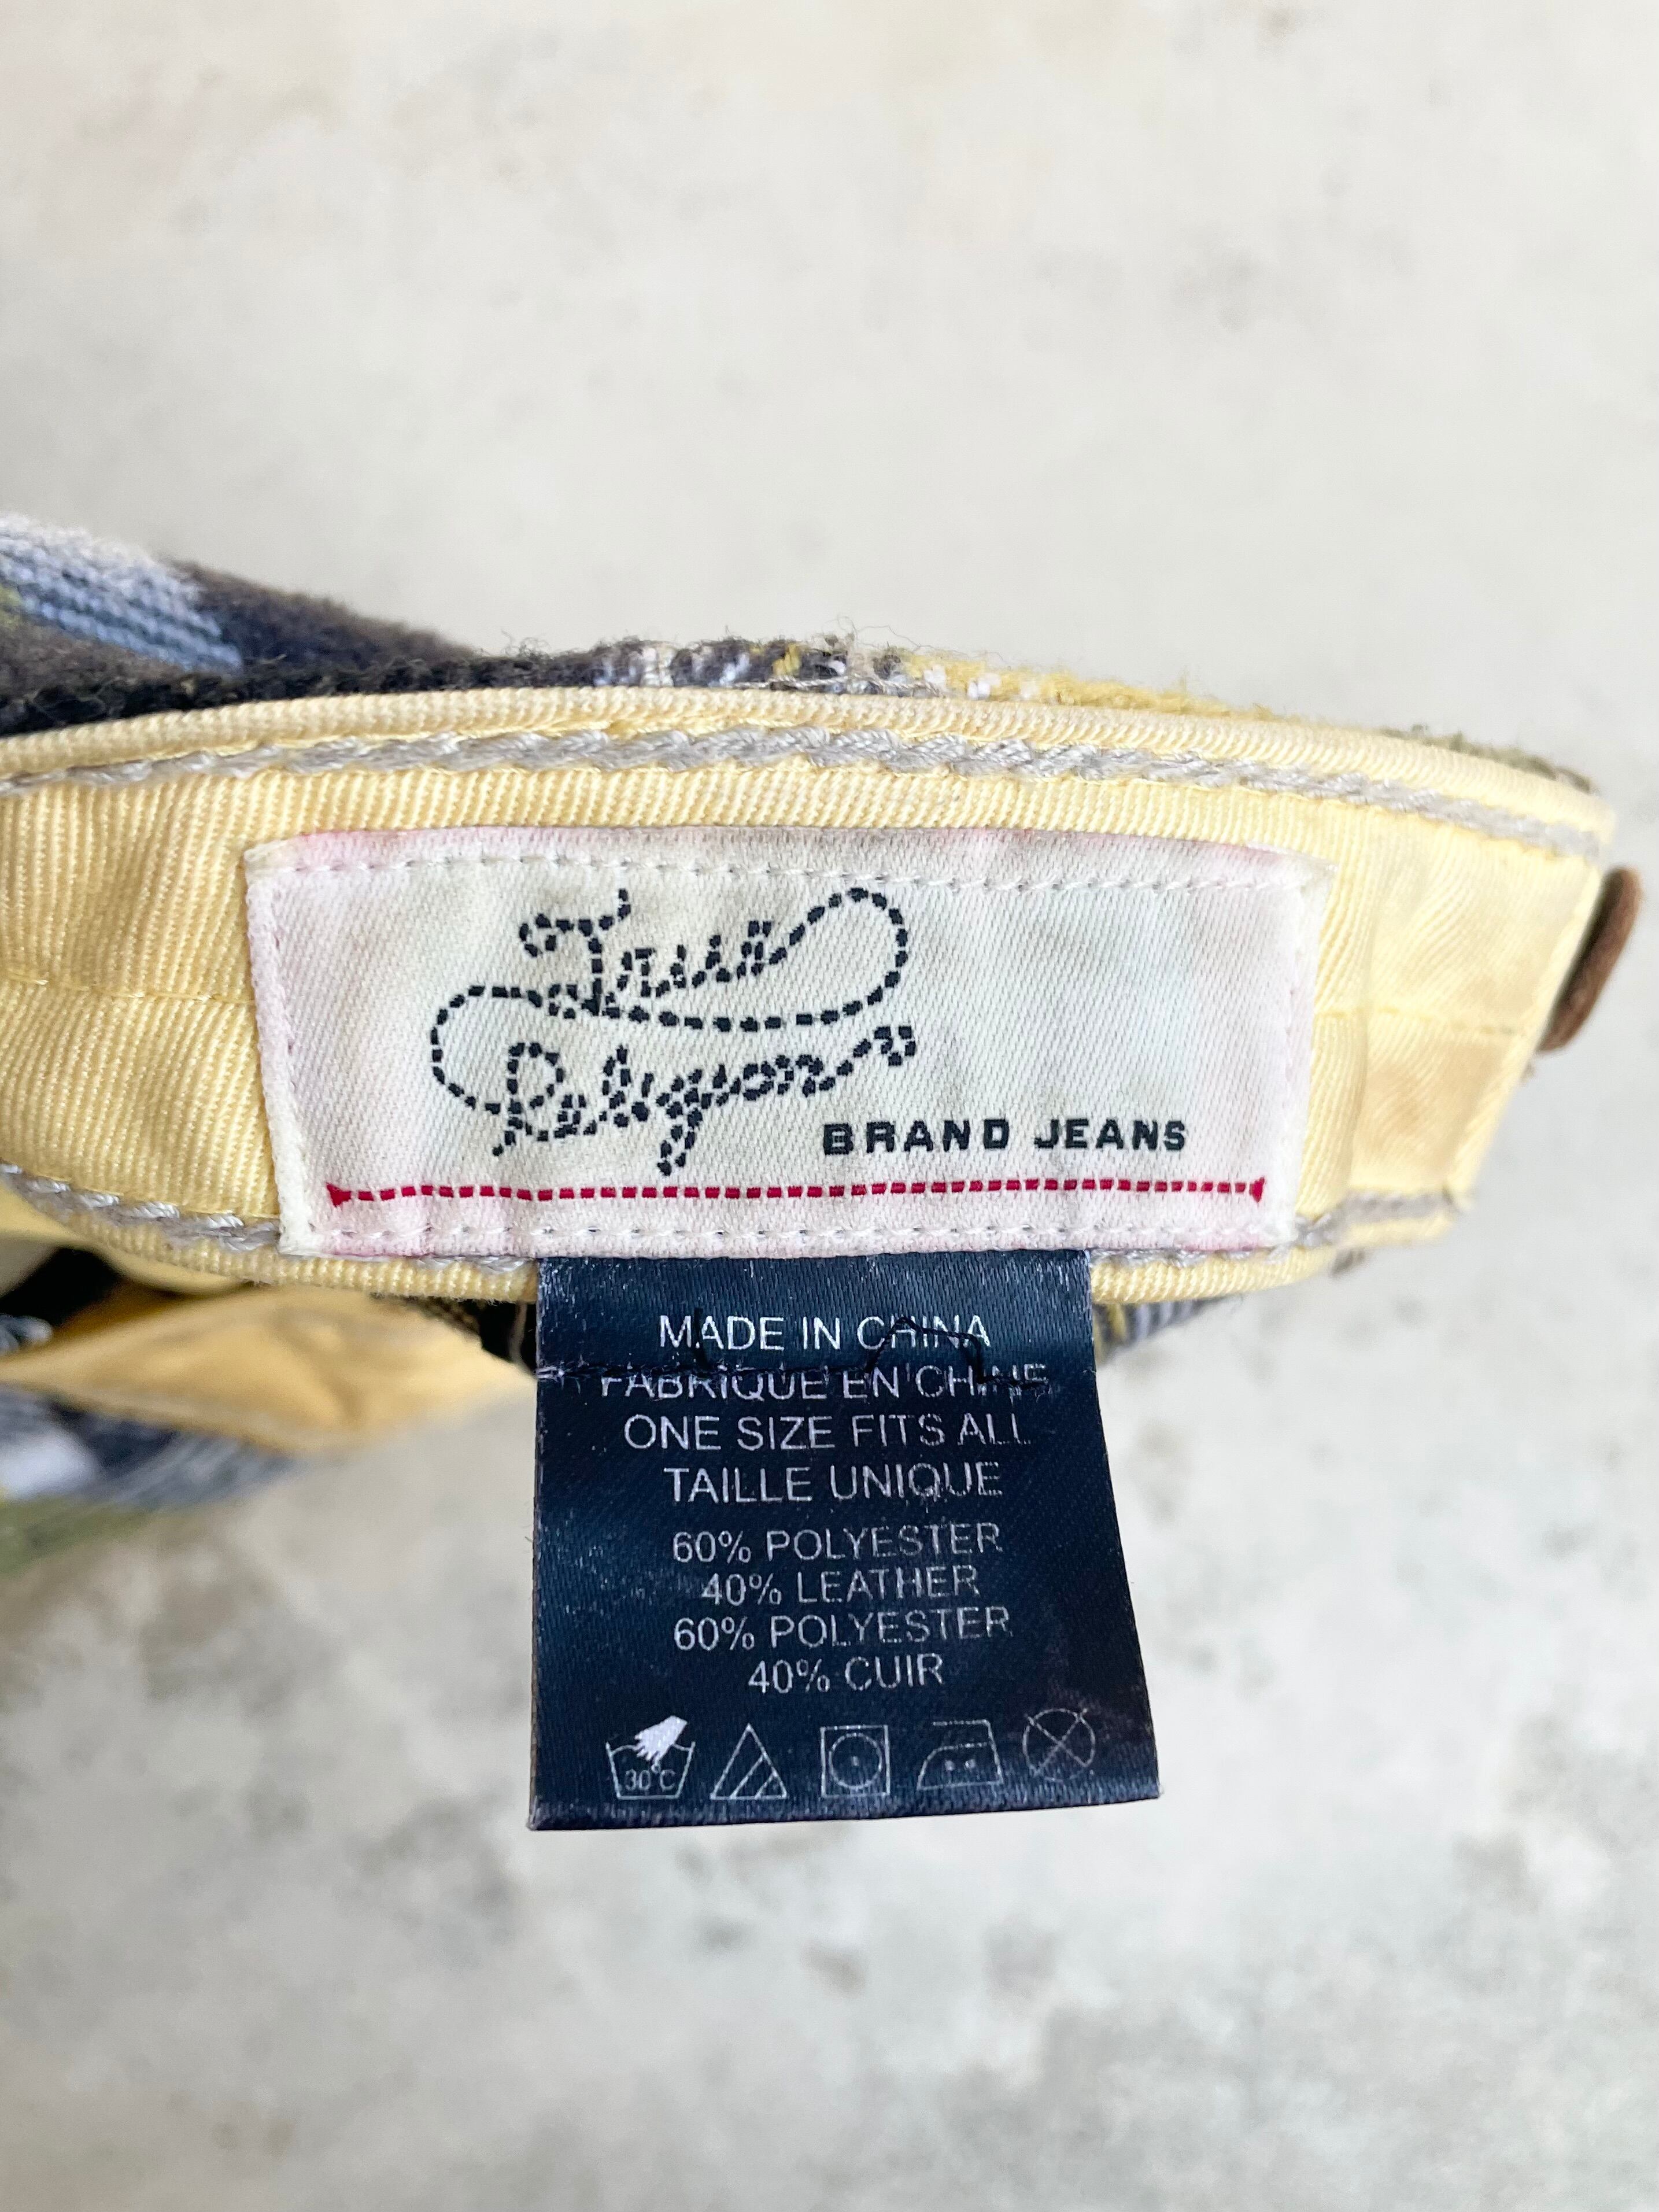 True
Religion
BRAND JEANS
MADE IN CHINA
FABRIQUE EN CHINE
ONE SIZE FITS ALL
TAILLE UNIQUE
60% POLYESTER
40% LEATHER
60% POLYESTER
40% CUIR
30°C